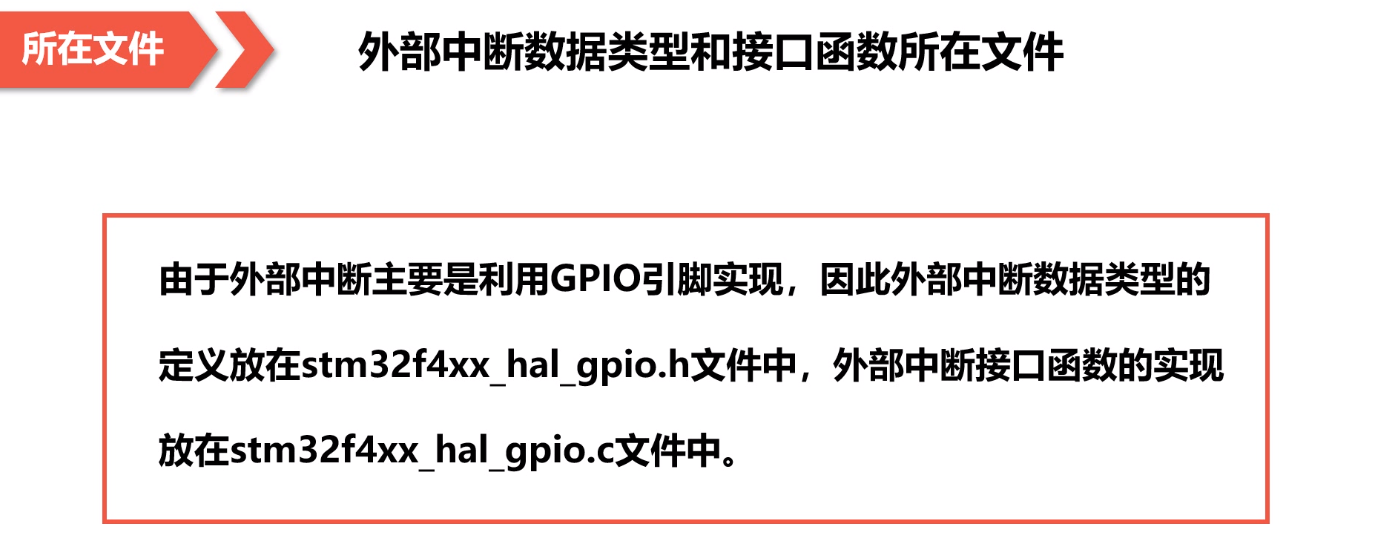 所在文件
外部中断数据类型和接口函数所在文件
由于外部中断主要是利用GPIO引脚实现，因此外部中断数据类型的
定义放在stm32f4xx_hal_gpio.h文件中，外部中断接口函数的实现
放在stm32f4xx_hal_gpio.c文件中。